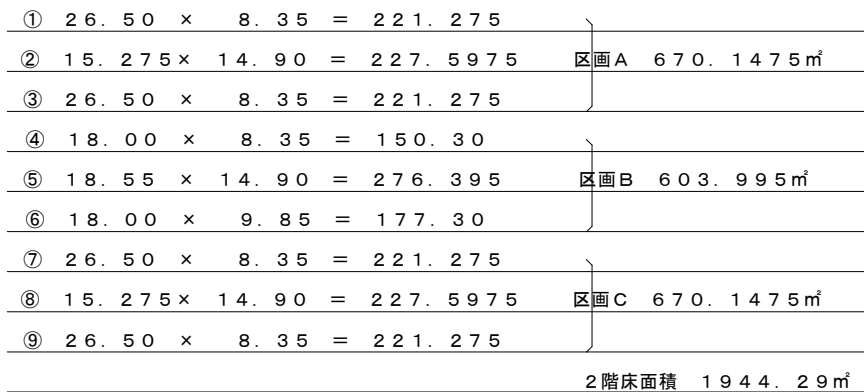 ① 26.50 × 8.35 = 221.275
② 15.275× 14.90 = 227.5975 区画A 670.1475㎡
③ 26.50 × 8.35 = 221.275
④ 18.00 × 8.35 = 150.30
⑤ 18.55 × 14.90 = 276.395 区画B 603.995㎡
⑥ 18.00 × 9.85 = 177.30
⑦ 26.50 × 8.35 = 221.275
⑧ 15.275× 14.90 = 227.5975 区画C 670.1475㎡
⑨ 26.50 × 8.35 = 221.275
2階床面積 1944.29㎡